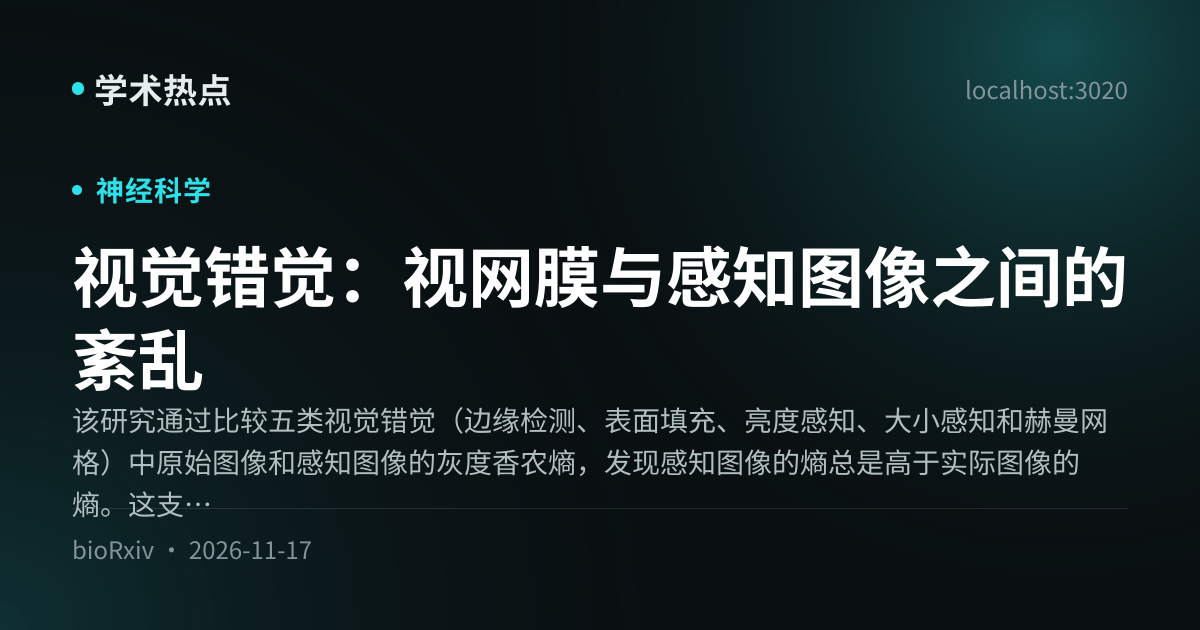 学术热点
localhost:3020
神经科学
视觉错觉：视网膜与感知图像之间的
紊乱
该研究通过比较五类视觉错觉（边缘检测、表面填充、亮度感知、大小感知和赫曼网
格）中原始图像和感知图像的灰度香农熵，发现感知图像的熵总是高于实际图像的
熵。这支…
bioRxiv • 2026-11-17